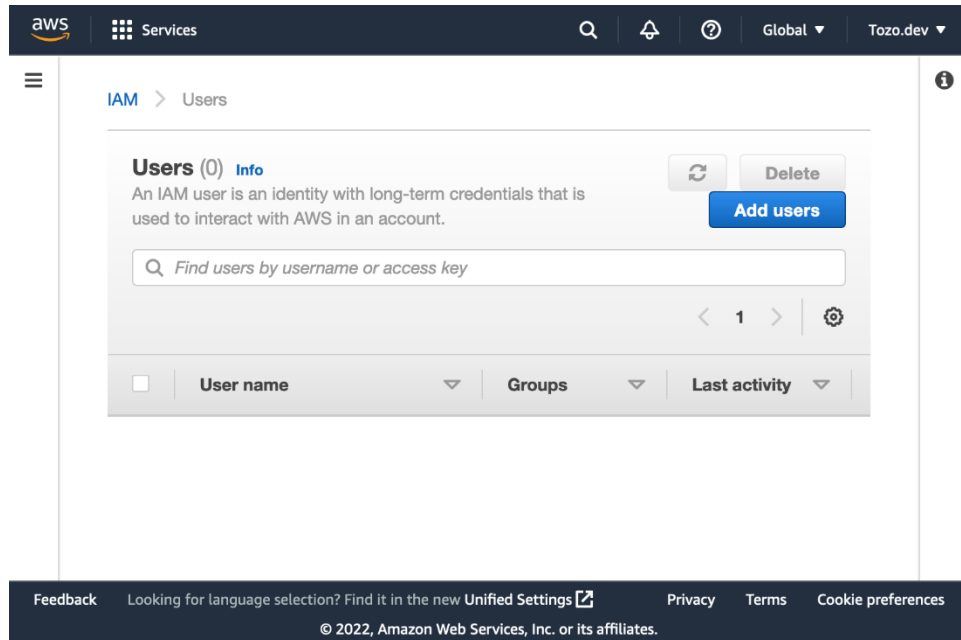 aws Services Global Tozo.dev
IAM > Users
Users (0) Info
Delete
An IAM user is an identity with long-term credentials that is
used to interact with AWS in an account.
Add users
Find users by username or access key
< 1 >
User name Groups Last activity
Feedback Looking for language selection? Find it in the new Unified Settings Privacy Terms Cookie preferences
© 2022, Amazon Web Services, Inc. or its affiliates.